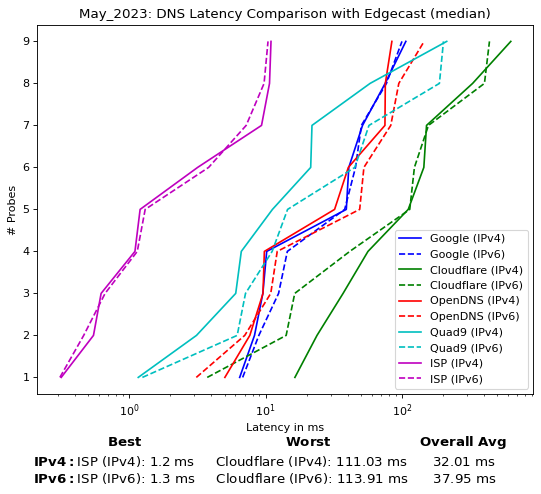 May_2023: DNS Latency Comparison with Edgecast (median)
# Probes
9
8
7
6
5
4
3
2
1
Google (IPv4)
Google (IPv6)
Cloudflare (IPv4)
Cloudflare (IPv6)
OpenDNS (IPv4)
OpenDNS (IPv6)
Quad9 (IPv4)
Quad9 (IPv6)
ISP (IPv4)
ISP (IPv6)
10⁰ 10¹ 10²
Latency in ms
Best Worst Overall Avg
IPv4: ISP (IPv4): 1.2 ms Cloudflare (IPv4): 111.03 ms 32.01 ms
IPv6: ISP (IPv6): 1.3 ms Cloudflare (IPv6): 113.91 ms 37.95 ms